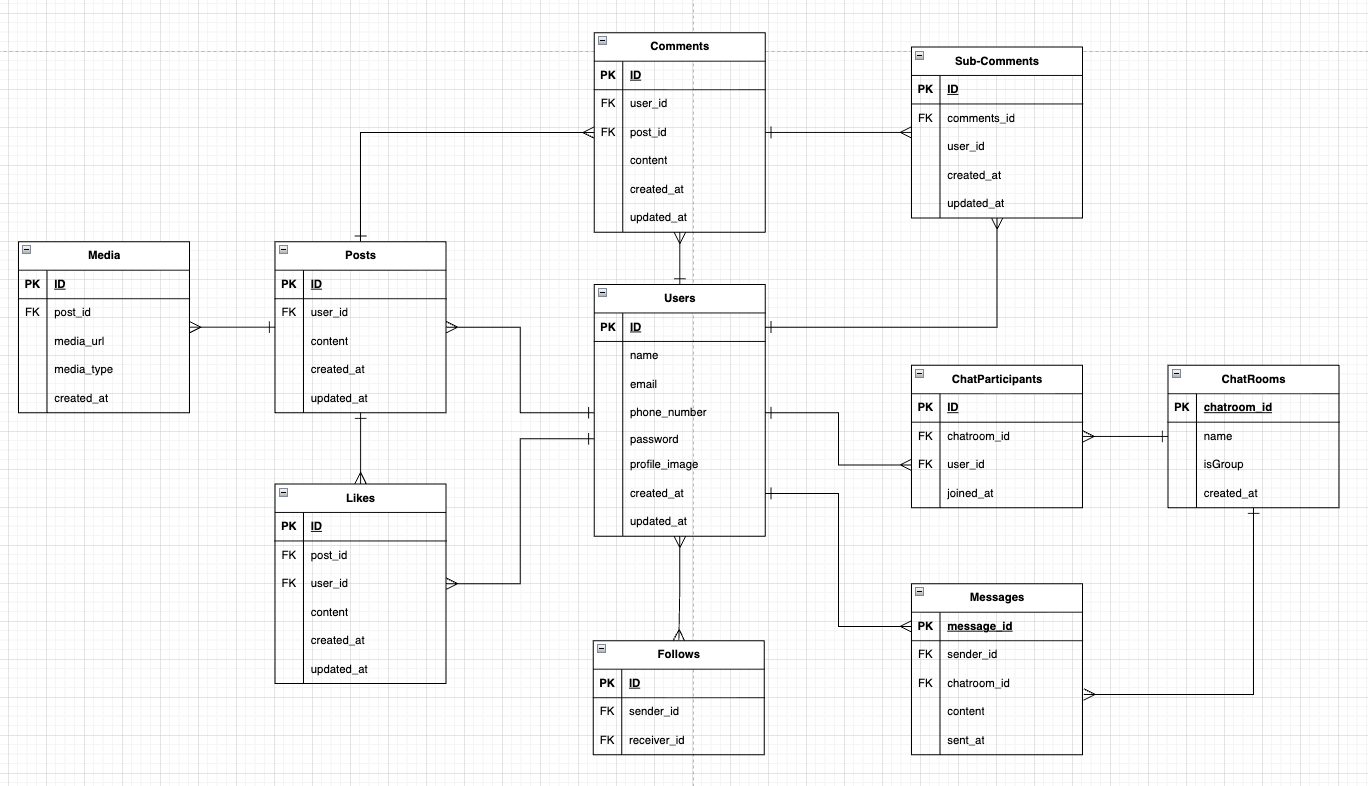 Comments
PK ID
FK user_id
FK post_id
content
created_at
updated_at
Sub-Comments
PK ID
FK comments_id
user_id
created_at
updated_at
Media
PK ID
FK post_id
media_url
media_type
created_at
Posts
PK ID
FK user_id
content
created_at
updated_at
Users
PK ID
name
email
phone_number
password
profile_image
created_at
updated_at
ChatParticipants
PK ID
FK chatroom_id
FK user_id
joined_at
ChatRooms
PK chatroom_id
name
isGroup
created_at
Likes
PK ID
FK post_id
FK user_id
content
created_at
updated_at
Follows
PK ID
FK sender_id
FK receiver_id
Messages
PK message_id
FK sender_id
FK chatroom_id
content
sent_at